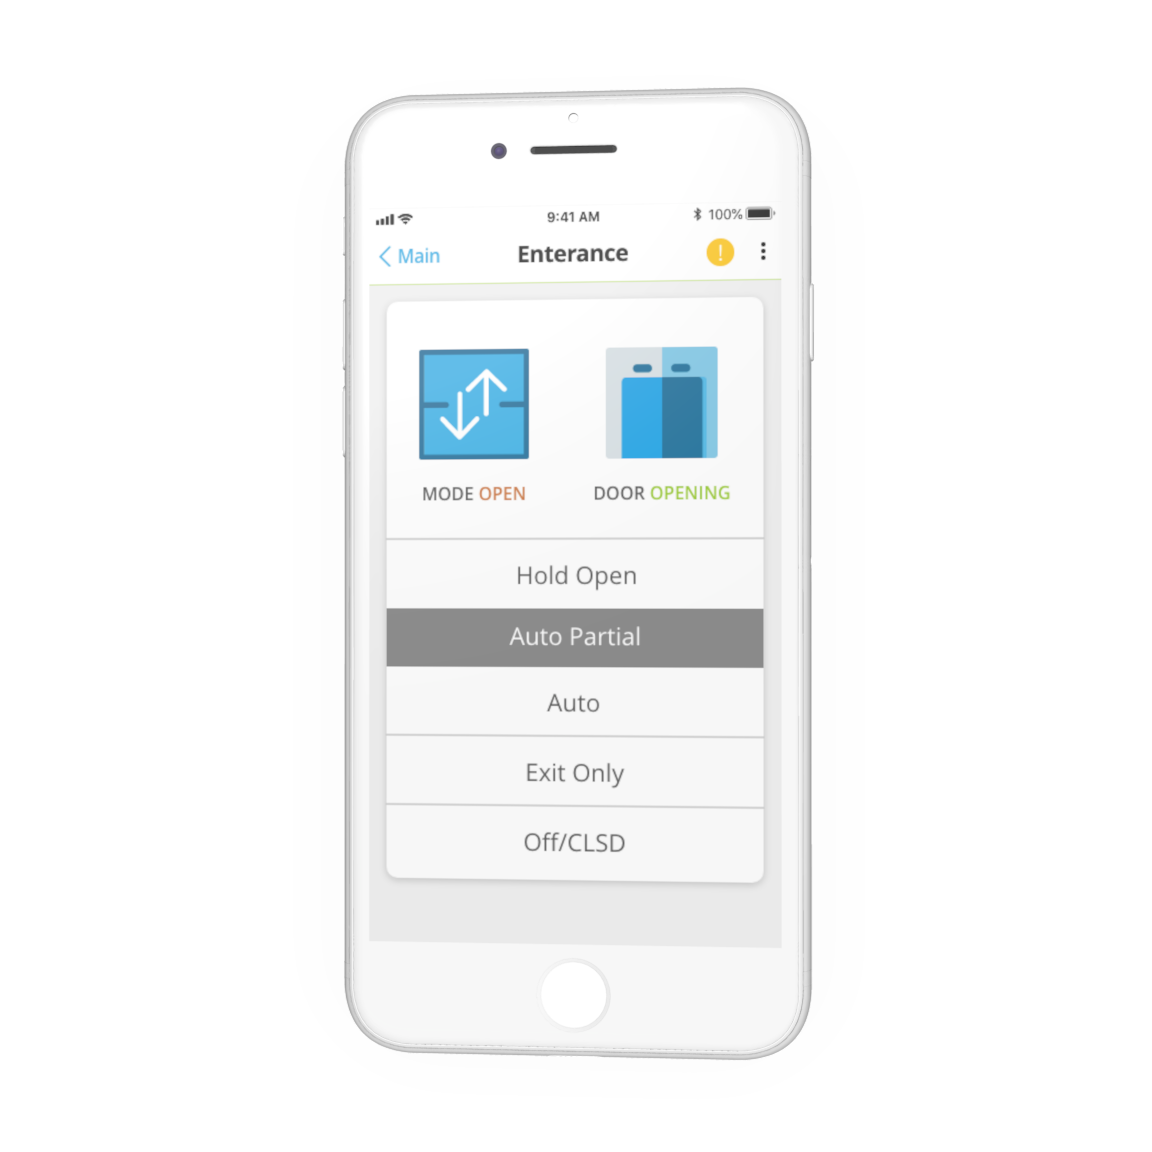 9:41 AM 100%
Main Enterance !
MODE OPEN DOOR OPENING
Hold Open
Auto Partial
Auto
Exit Only
Off/CLSD